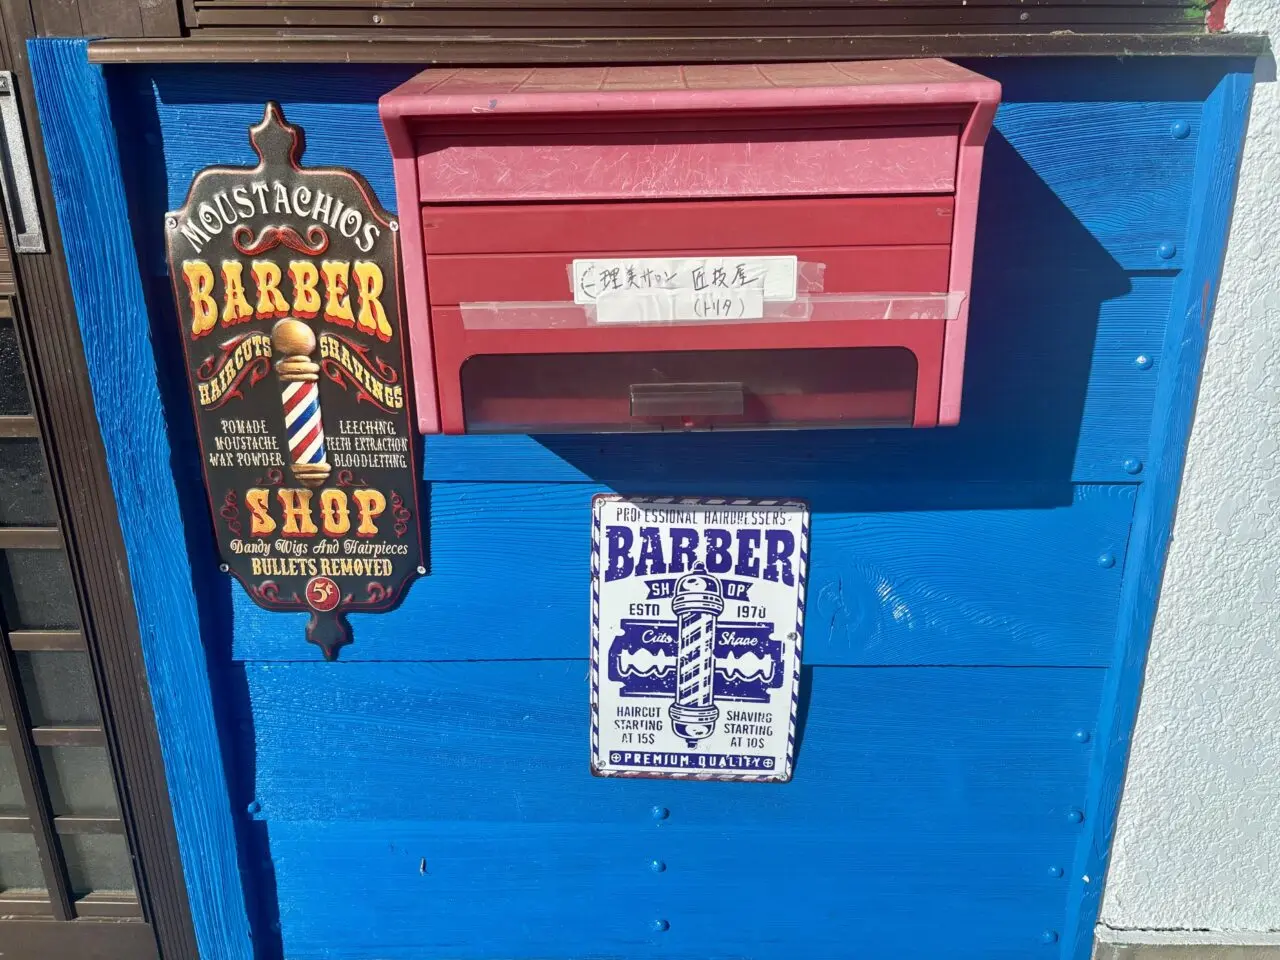 MOUSTACHIOS
BARBER
HAIRCUTS
SHAVINGS
POMADE
MOUSTACHE
WAX POWDER
LEECHING
TEETH EXTRACTION
BLOODLETTING
SHOP
Dandy Wigs And Hairpieces
BULLETS REMOVED
5¢
理美サロン 匠技屋
(トリタ)
PROFESSIONAL HAIRDRESSERS
BARBER
SHOP
ESTD 1970
Cuts Shave
HAIRCUT
STARTING
AT 15$
SHAVING
STARTING
AT 10$
PREMIUM QUALITY